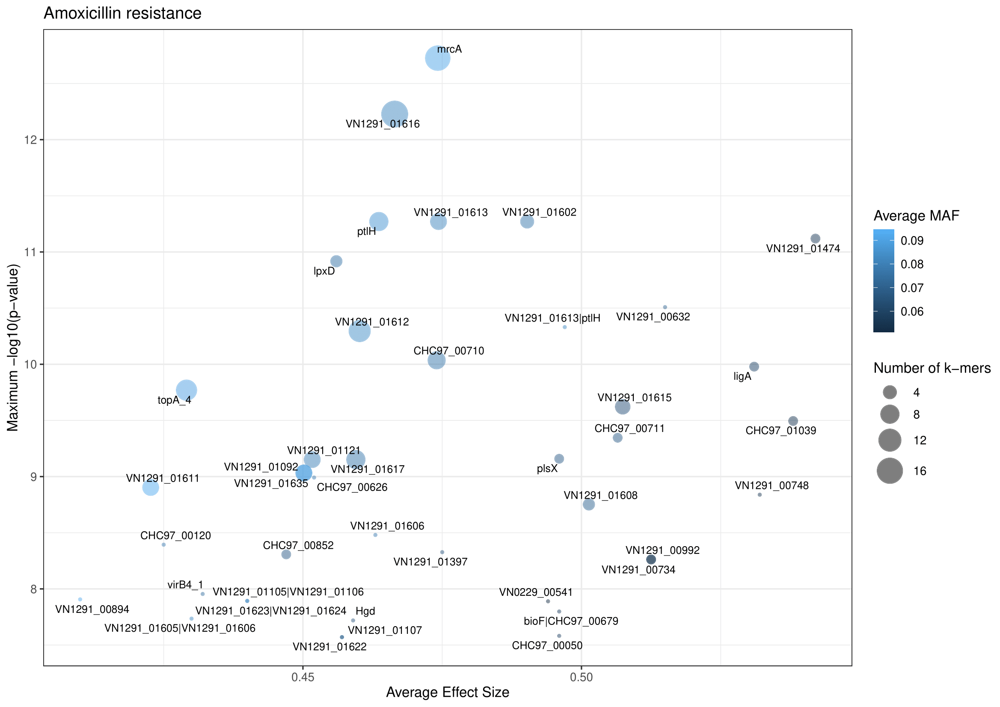 Amoxicillin resistance
mrcA
VN1291_01616
12
VN1291_01613
VN1291_01602
ptlH
VN1291_01474
11
lpxD
VN1291_00632
VN1291_01613|ptlH
VN1291_01612
CHC97_00710
10
ligA
topA_4
VN1291_01615
CHC97_00711
CHC97_01039
VN1291_01121
VN1291_01092
VN1291_01617
plsX
9
VN1291_01611
VN1291_01635
CHC97_00626
VN1291_00748
VN1291_01608
VN1291_01606
CHC97_00120
CHC97_00852
VN1291_01397
VN1291_00992
VN1291_00734
8
virB4_1
VN1291_01105|VN1291_01106
VN0229_00541
VN1291_00894
VN1291_01623|VN1291_01624
Hgd
bioF|CHC97_00679
VN1291_01605|VN1291_01606
VN1291_01107
VN1291_01622
CHC97_00050
0.45
0.50
Average Effect Size
Maximum −log10(p−value)
Average MAF
0.09
0.08
0.07
0.06
Number of k−mers
4
8
12
16